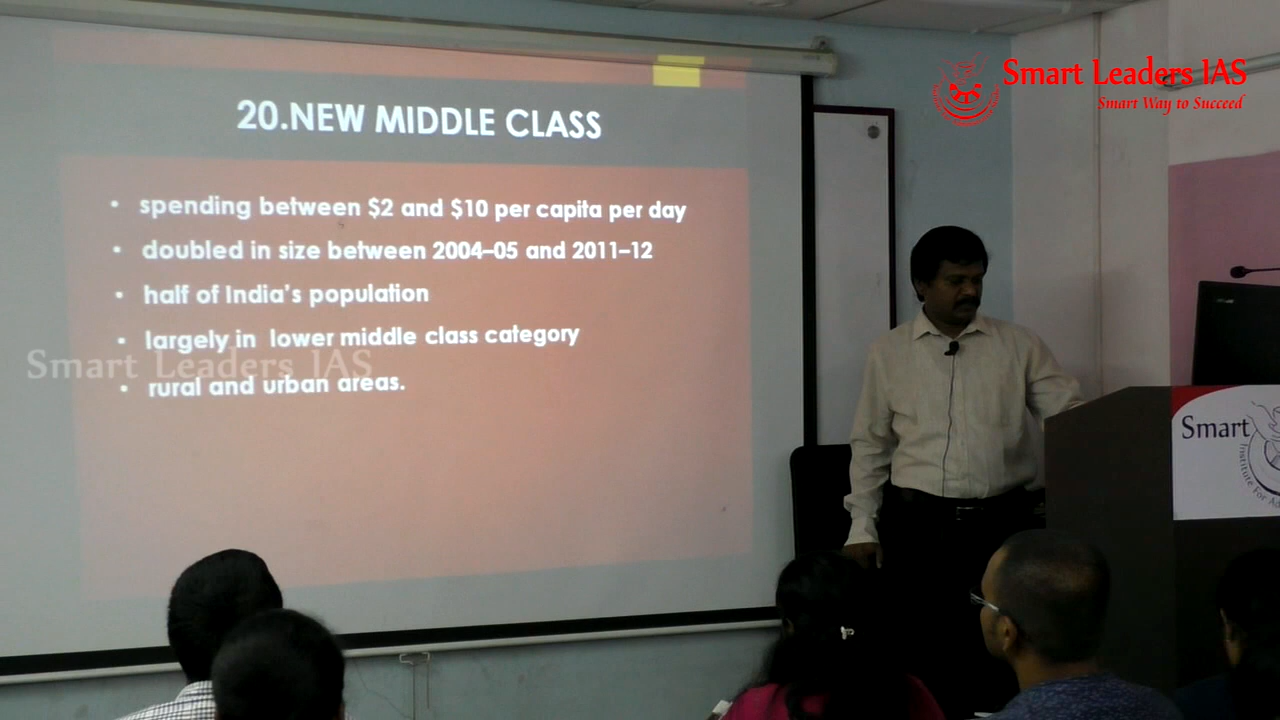 Smart Leaders IAS
Smart Way to Succeed
20.NEW MIDDLE CLASS
• spending between $2 and $10 per capita per day
• doubled in size between 2004–05 and 2011–12
• half of India's population
• largely in lower middle class category
Smart Leaders IAS
• rural and urban areas.
Smart
Institute For